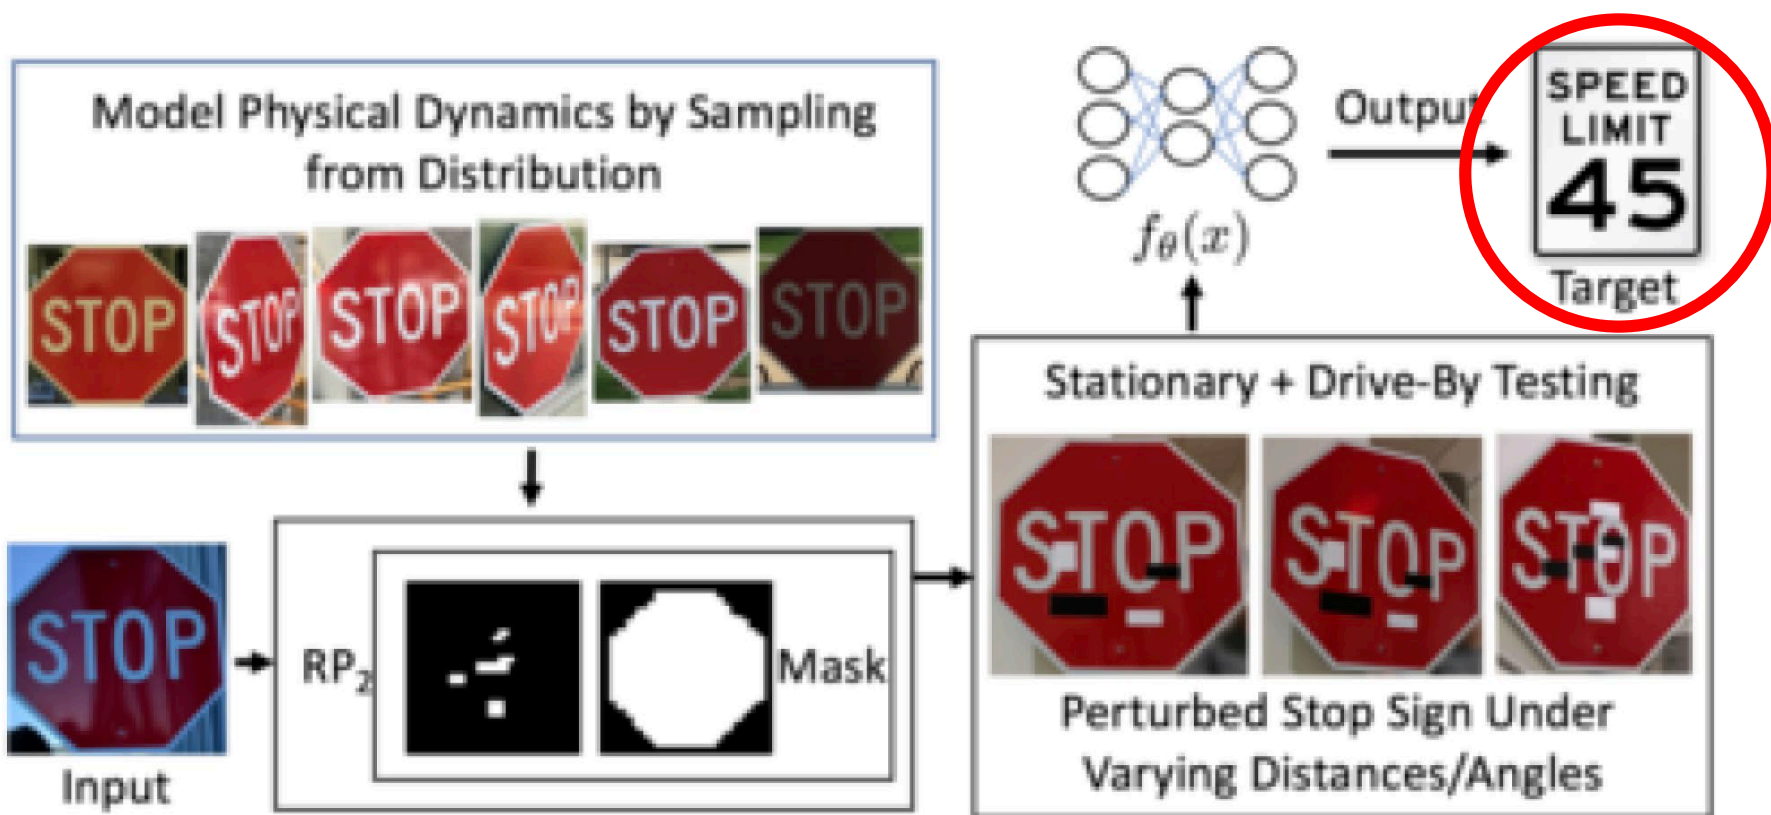 Model Physical Dynamics by Sampling
from Distribution
STOP STOP STOP STOP STOP STOP
Output
SPEED
LIMIT
45
Target
fθ(x)
Stationary + Drive-By Testing
STOP STOP STOP
Perturbed Stop Sign Under
Varying Distances/Angles
STOP
Input
RP₂
Mask